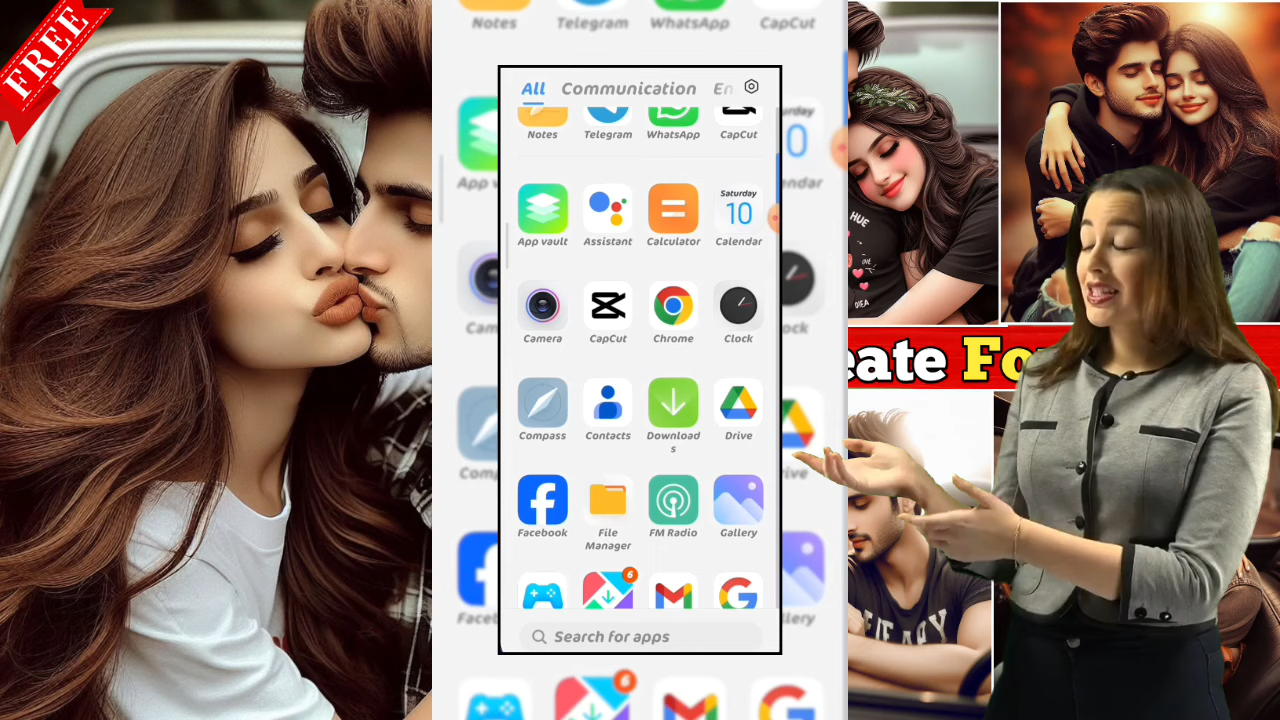 FREE
Notes
Telegram
WhatsApp
CapCut
All Communication En
Notes Telegram WhatsApp CapCut
Saturday
10
App vault Assistant Calculator Calendar
Camera CapCut Chrome Clock
Compass Contacts Download
s
Drive
Facebook File
Manager
FM Radio Gallery
6
Search for apps
6
HUE
eate Fo